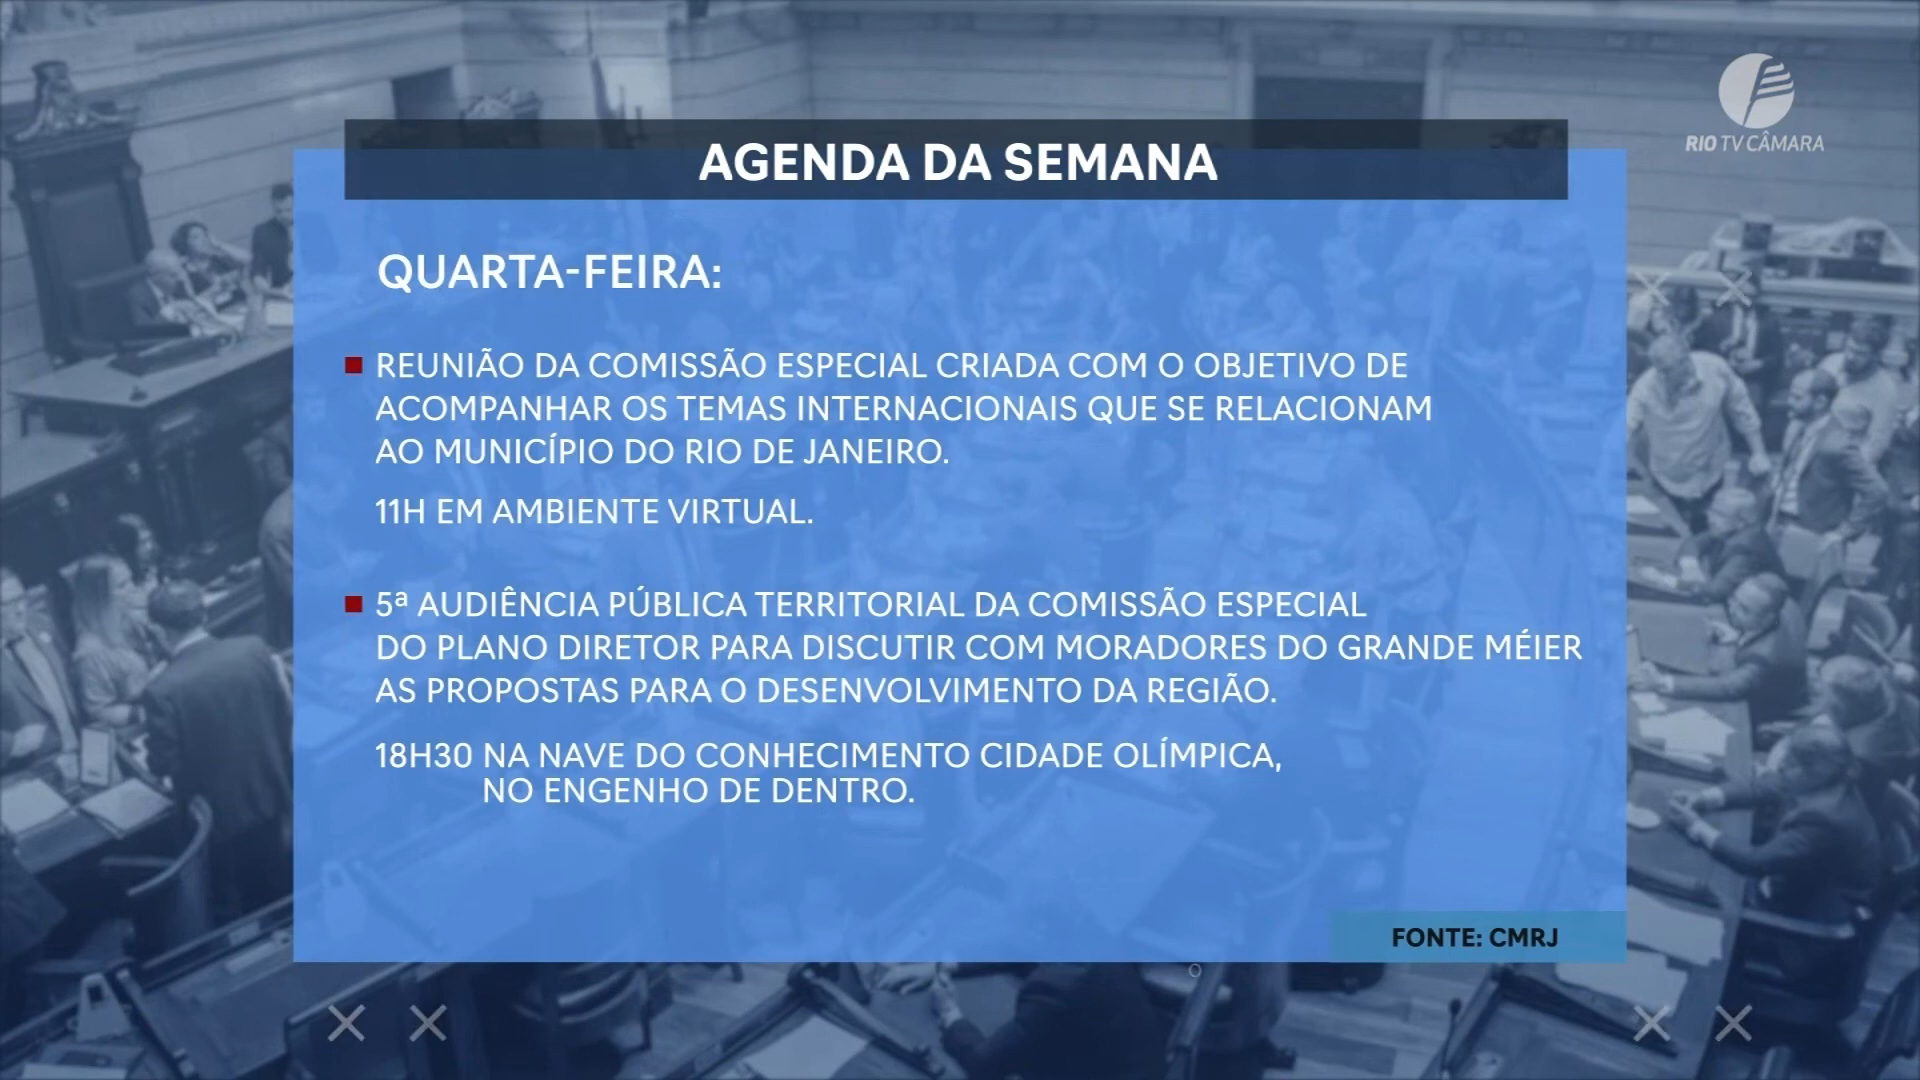 RIO TV CÂMARA
AGENDA DA SEMANA
QUARTA-FEIRA:
REUNIÃO DA COMISSÃO ESPECIAL CRIADA COM O OBJETIVO DE
ACOMPANHAR OS TEMAS INTERNACIONAIS QUE SE RELACIONAM
AO MUNICÍPIO DO RIO DE JANEIRO.
11H EM AMBIENTE VIRTUAL.
5ª AUDIÊNCIA PÚBLICA TERRITORIAL DA COMISSÃO ESPECIAL
DO PLANO DIRETOR PARA DISCUTIR COM MORADORES DO GRANDE MÉIER
AS PROPOSTAS PARA O DESENVOLVIMENTO DA REGIÃO.
18H30 NA NAVE DO CONHECIMENTO CIDADE OLÍMPICA,
NO ENGENHO DE DENTRO.
FONTE: CMRJ